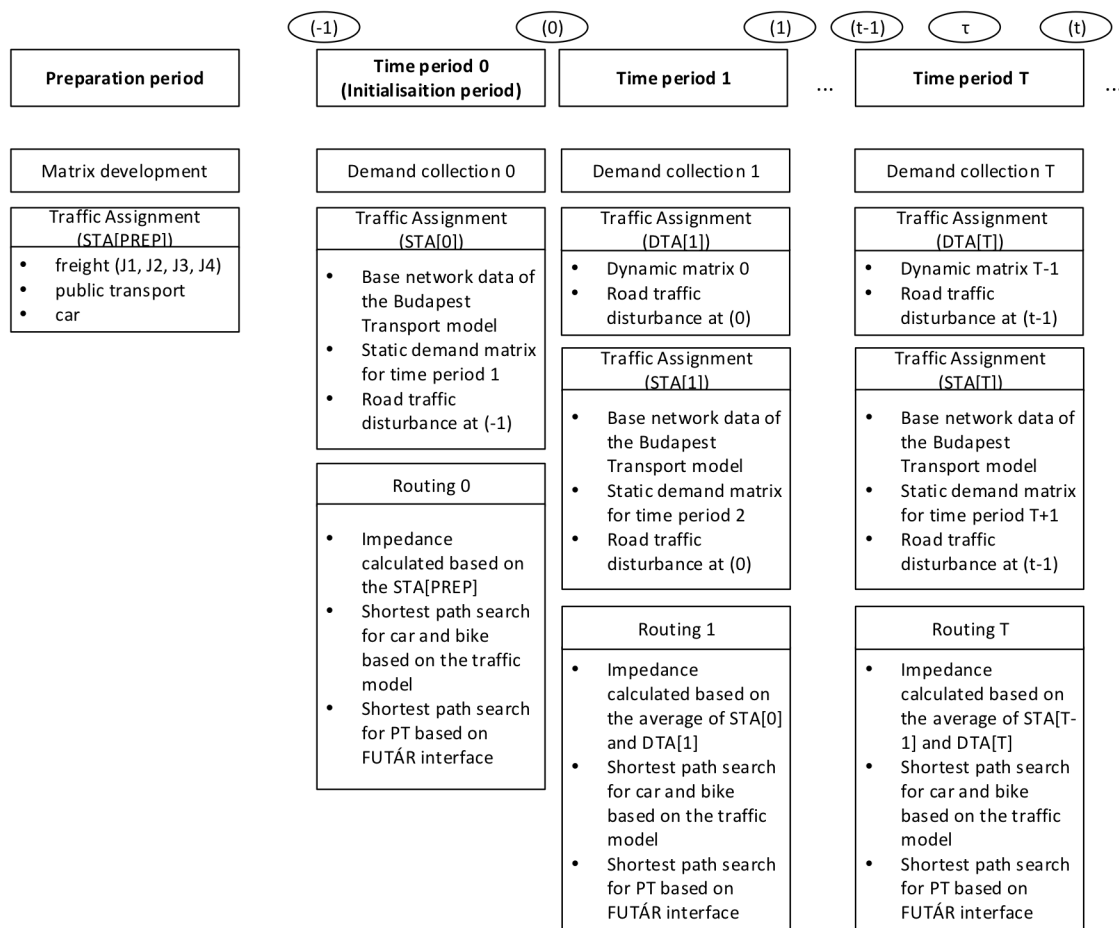 (-1)
(0)
(1)
(t-1)
τ
(t)
Preparation period
Time period 0
(Initialisaition period)
Time period 1
...
Time period T
...
Matrix development
Traffic Assignment
(STA[PREP])
• freight (J1, J2, J3, J4)
• public transport
• car
Demand collection 0
Traffic Assignment
(STA[0])
• Base network data of
the Budapest
Transport model
• Static demand matrix
for time period 1
• Road traffic
disturbance at (-1)
Routing 0
• Impedance
calculated based on
the STA[PREP]
• Shortest path search
for car and bike
based on the traffic
model
• Shortest path search
for PT based on
FUTÁR interface
Demand collection 1
Traffic Assignment
(DTA[1])
• Dynamic matrix 0
• Road traffic
disturbance at (0)
Traffic Assignment
(STA[1])
• Base network data of
the Budapest
Transport model
• Static demand matrix
for time period 2
• Road traffic
disturbance at (0)
Routing 1
• Impedance
calculated based on
the average of STA[0]
and DTA[1]
• Shortest path search
for car and bike
based on the traffic
model
• Shortest path search
for PT based on
FUTÁR interface
Demand collection T
Traffic Assignment
(DTA[T])
• Dynamic matrix T-1
• Road traffic
disturbance at (t-1)
Traffic Assignment
(STA[T])
• Base network data of
the Budapest
Transport model
• Static demand matrix
for time period T+1
• Road traffic
disturbance at (t-1)
Routing T
• Impedance
calculated based on
the average of STA[T-
1] and DTA[T]
• Shortest path search
for car and bike
based on the traffic
model
• Shortest path search
for PT based on
FUTÁR interface